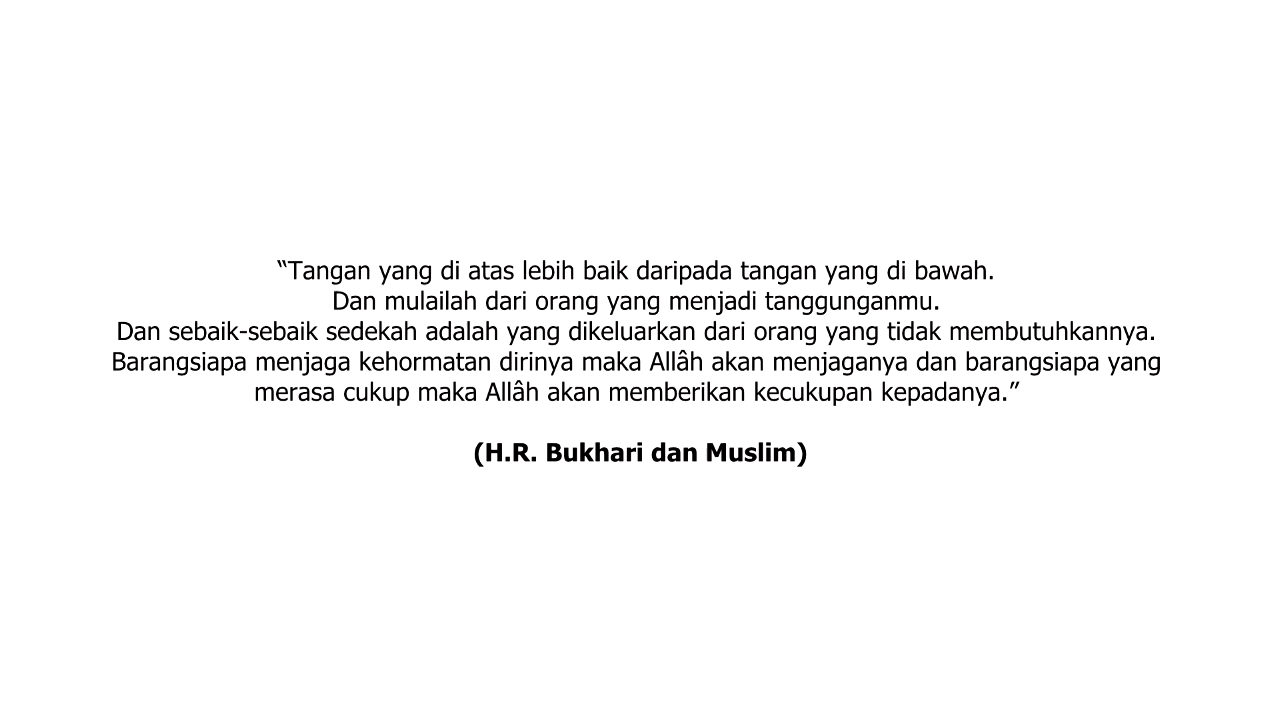 “Tangan yang di atas lebih baik daripada tangan yang di bawah.
Dan mulailah dari orang yang menjadi tanggunganmu.
Dan sebaik-sebaik sedekah adalah yang dikeluarkan dari orang yang tidak membutuhkannya.
Barangsiapa menjaga kehormatan dirinya maka Allâh akan menjaganya dan barangsiapa yang
merasa cukup maka Allâh akan memberikan kecukupan kepadanya.”
(H.R. Bukhari dan Muslim)